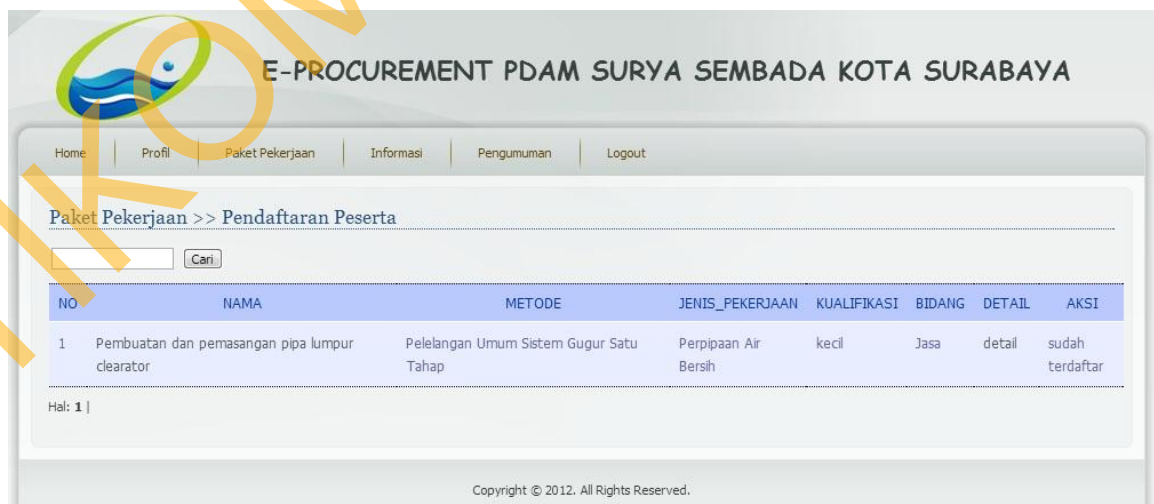 E-PROCUREMENT PDAM SURYA SEMBADA KOTA SURABAYA
Home Profil Paket Pekerjaan Informasi Pengumuman Logout
Paket Pekerjaan >> Pendaftaran Peserta
Cari
NO NAMA METODE JENIS_PEKERJAAN KUALIFIKASI BIDANG DETAIL AKSI
1 Pembuatan dan pemasangan pipa lumpur Pelelangan Umum Sistem Gugur Satu Perpipaan Air kecil Jasa detail sudah
clearator Tahap Bersih terdaftar
Hal: 1 |
Copyright © 2012. All Rights Reserved.